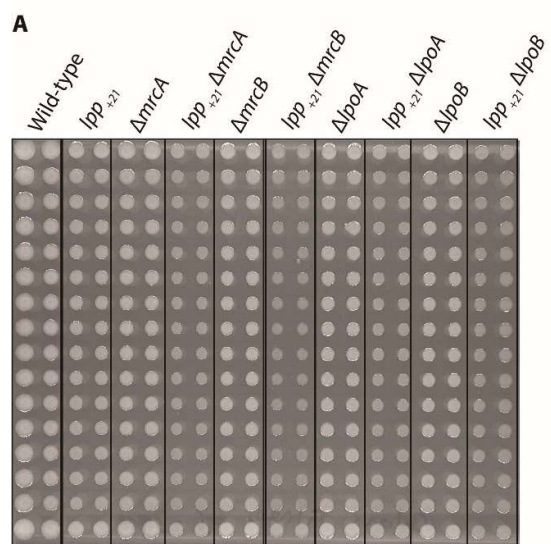 A
Wild-type
lpp +21
ΔmrcA
lpp +21 ΔmrcA
ΔmrcB
lpp +21 ΔmrcB
ΔlpoA
lpp +21 ΔlpoA
ΔlpoB
lpp +21 ΔlpoB